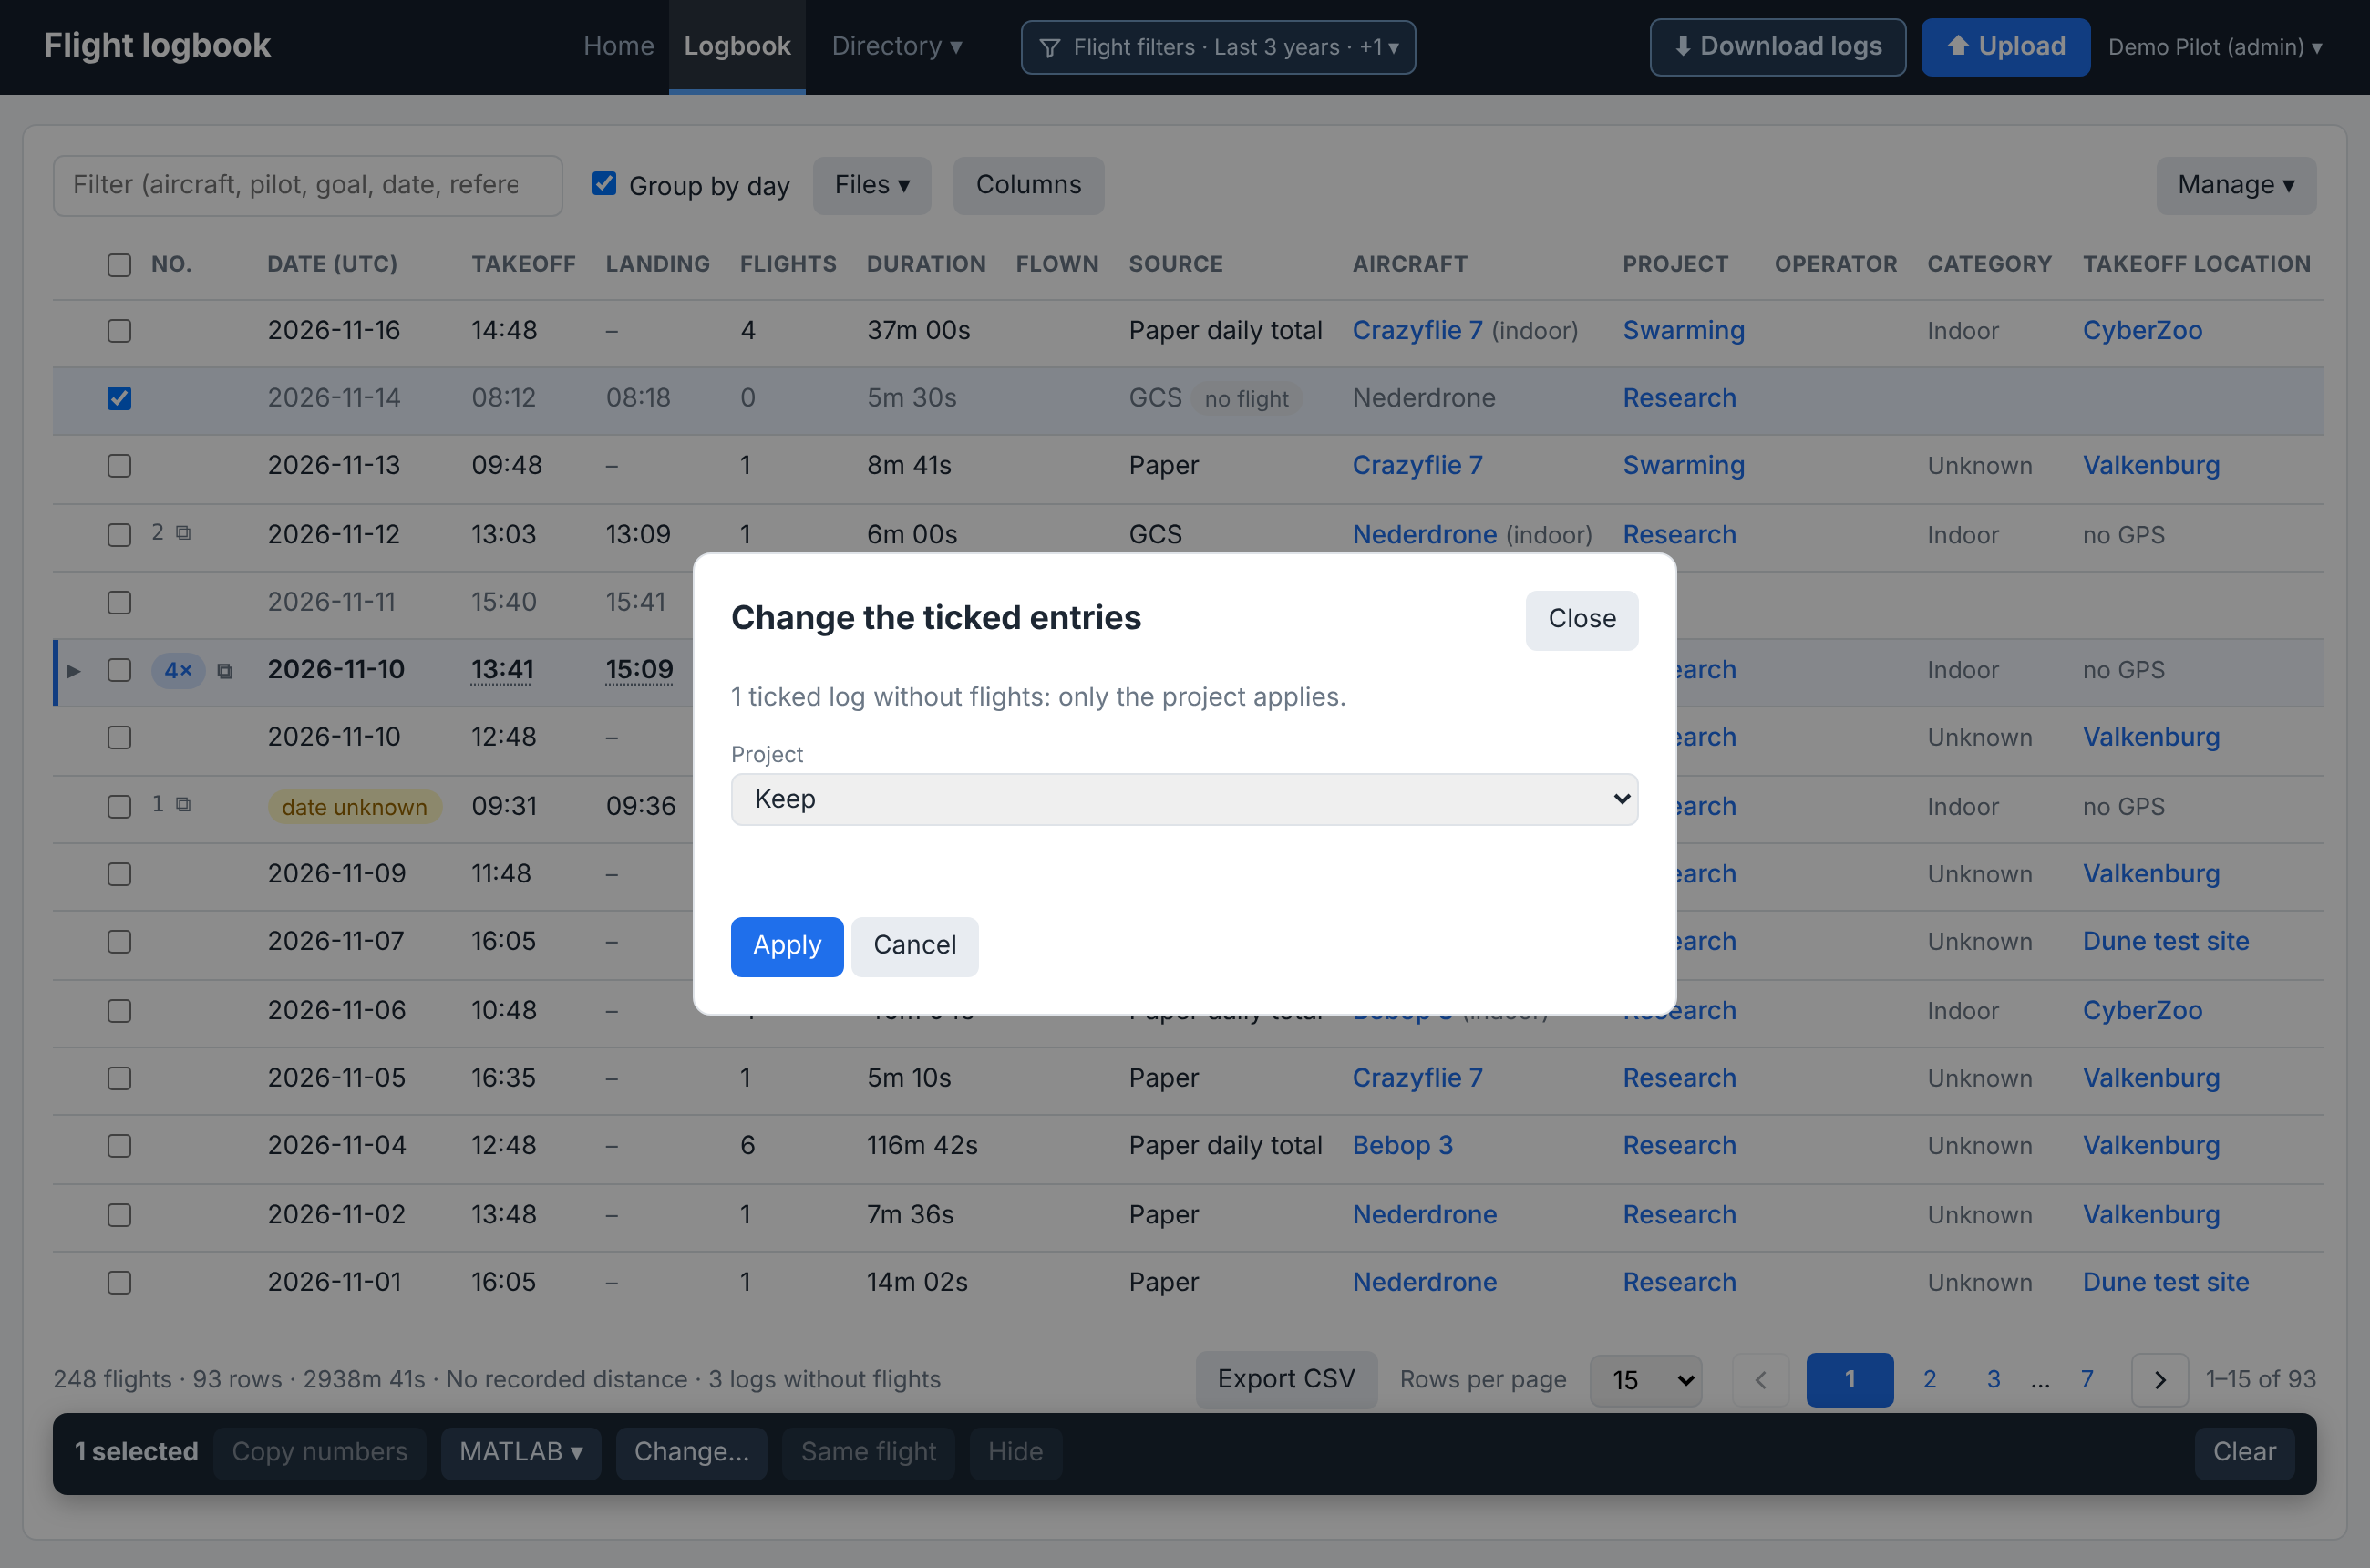 Flight logbook Home Logbook Directory ▾ Flight filters · Last 3 years · +1 ▾ ⬇ Download logs Upload Demo Pilot (admin) ▾
Filter (aircraft, pilot, goal, date, refere Group by day Files ▾ Columns Manage ▾
NO. DATE (UTC) TAKEOFF LANDING FLIGHTS DURATION FLOWN SOURCE AIRCRAFT PROJECT OPERATOR CATEGORY TAKEOFF LOCATION
2026-11-16 14:48 – 4 37m 00s Paper daily total Crazyflie 7 (indoor) Swarming Indoor CyberZoo
2026-11-14 08:12 08:18 0 5m 30s GCS no flight Nederdrone Research
2026-11-13 09:48 – 1 8m 41s Paper Crazyflie 7 Swarming Unknown Valkenburg
2 2026-11-12 13:03 13:09 1 6m 00s GCS Nederdrone (indoor) Research Indoor no GPS
2026-11-11 15:40 15:41
▶ 4× 2026-11-10 13:41 15:09 earch Indoor no GPS
2026-11-10 12:48 – earch Unknown Valkenburg
1 date unknown 09:31 09:36 earch Indoor no GPS
2026-11-09 11:48 – earch Unknown Valkenburg
2026-11-07 16:05 – earch Unknown Dune test site
2026-11-06 10:48 – Paper daily total Bebop 3 (indoor) Research Indoor CyberZoo
2026-11-05 16:35 – 1 5m 10s Paper Crazyflie 7 Research Unknown Valkenburg
2026-11-04 12:48 – 6 116m 42s Paper daily total Bebop 3 Research Unknown Valkenburg
2026-11-02 13:48 – 1 7m 36s Paper Nederdrone Research Unknown Valkenburg
2026-11-01 16:05 – 1 14m 02s Paper Nederdrone Research Unknown Dune test site
Change the ticked entries Close
1 ticked log without flights: only the project applies.
Project
Keep
Apply Cancel
248 flights · 93 rows · 2938m 41s · No recorded distance · 3 logs without flights Export CSV Rows per page 15 1 2 3 ... 7 1–15 of 93
1 selected Copy numbers MATLAB ▾ Change... Same flight Hide Clear